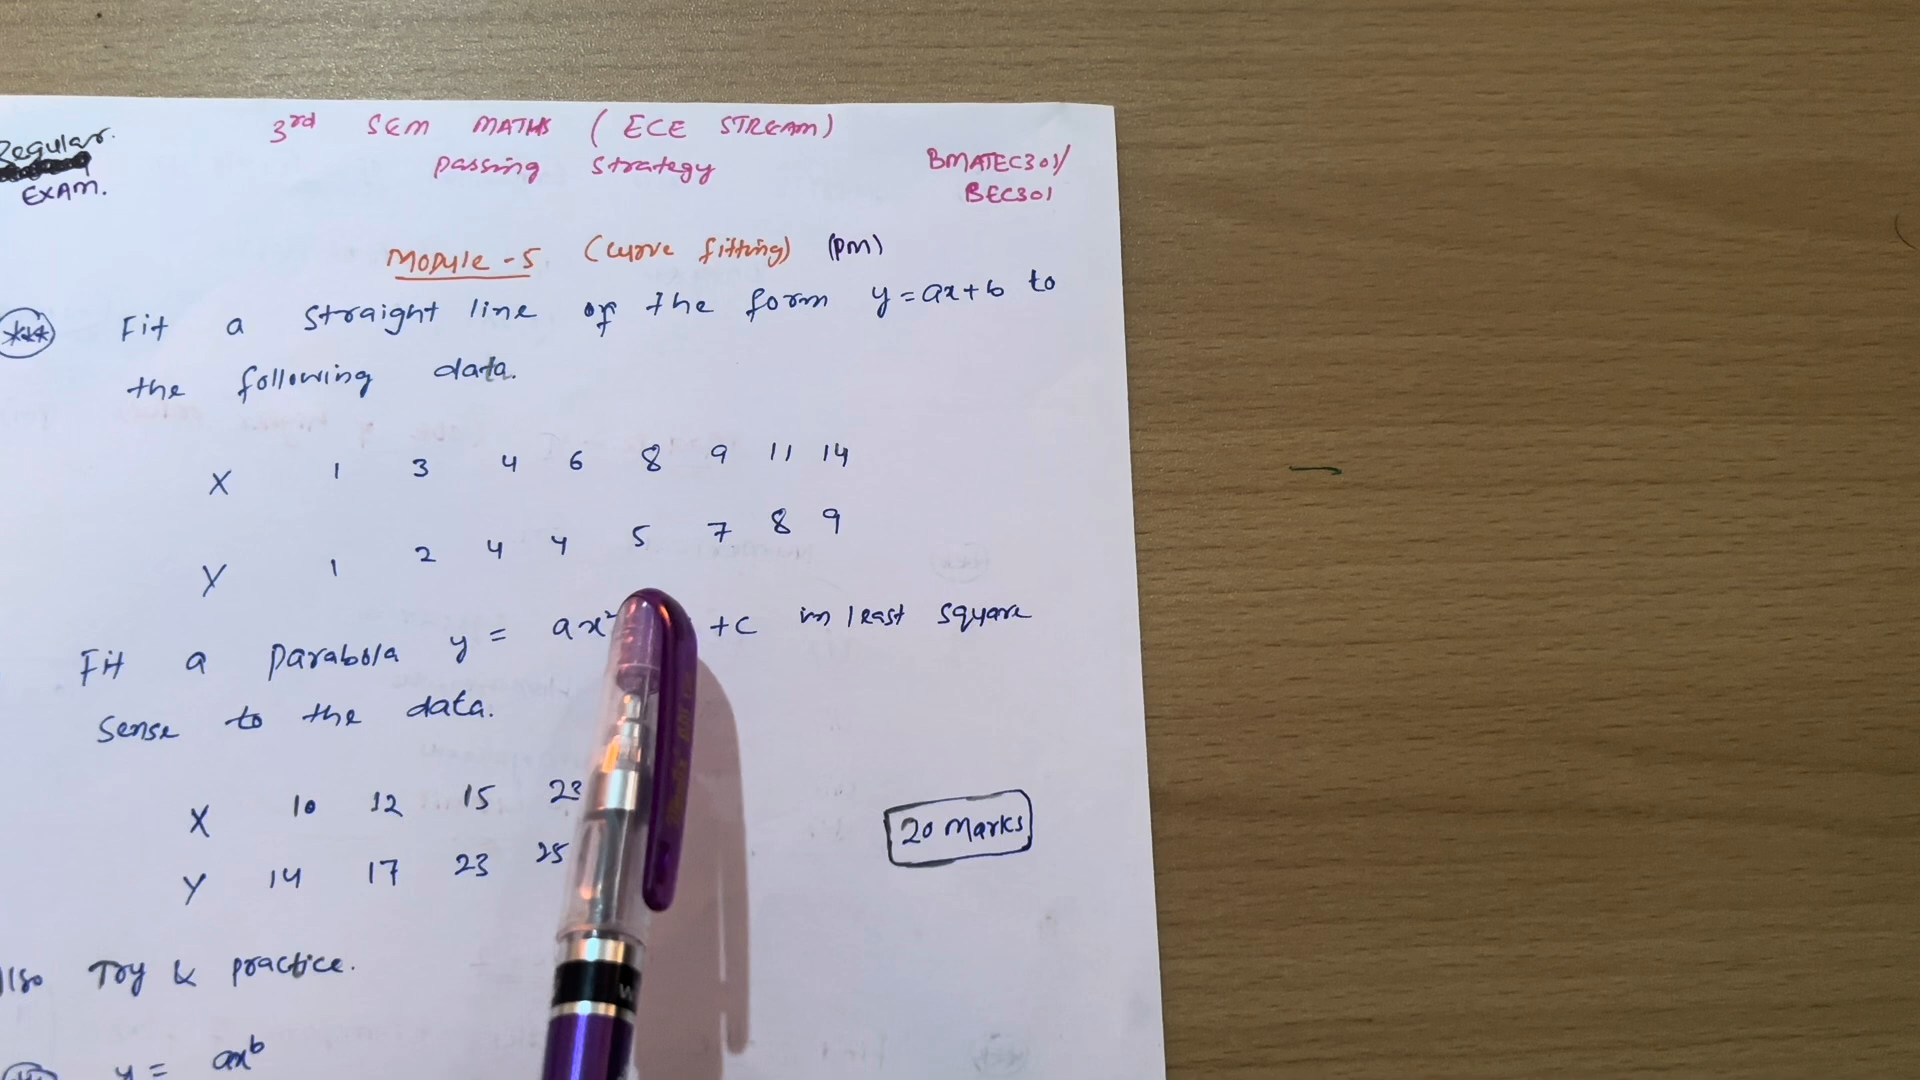 Regular.
EXAM.
3rd SEM MATHS (ECE STREAM)
Passing Strategy
BMATEC301/
BEC301
Module-5 (curve fitting) (PM)
*** Fit a straight line of the form y=ax+b to
the following data.
X 1 3 4 6 8 9 11 14
Y 1 2 4 4 5 7 8 9
Fit a Parabola y = ax² +c in least square
Sense to the data.
X 10 12 15 23
Y 14 17 23 25
20 Marks
Also Try & practice.
y = ax^b